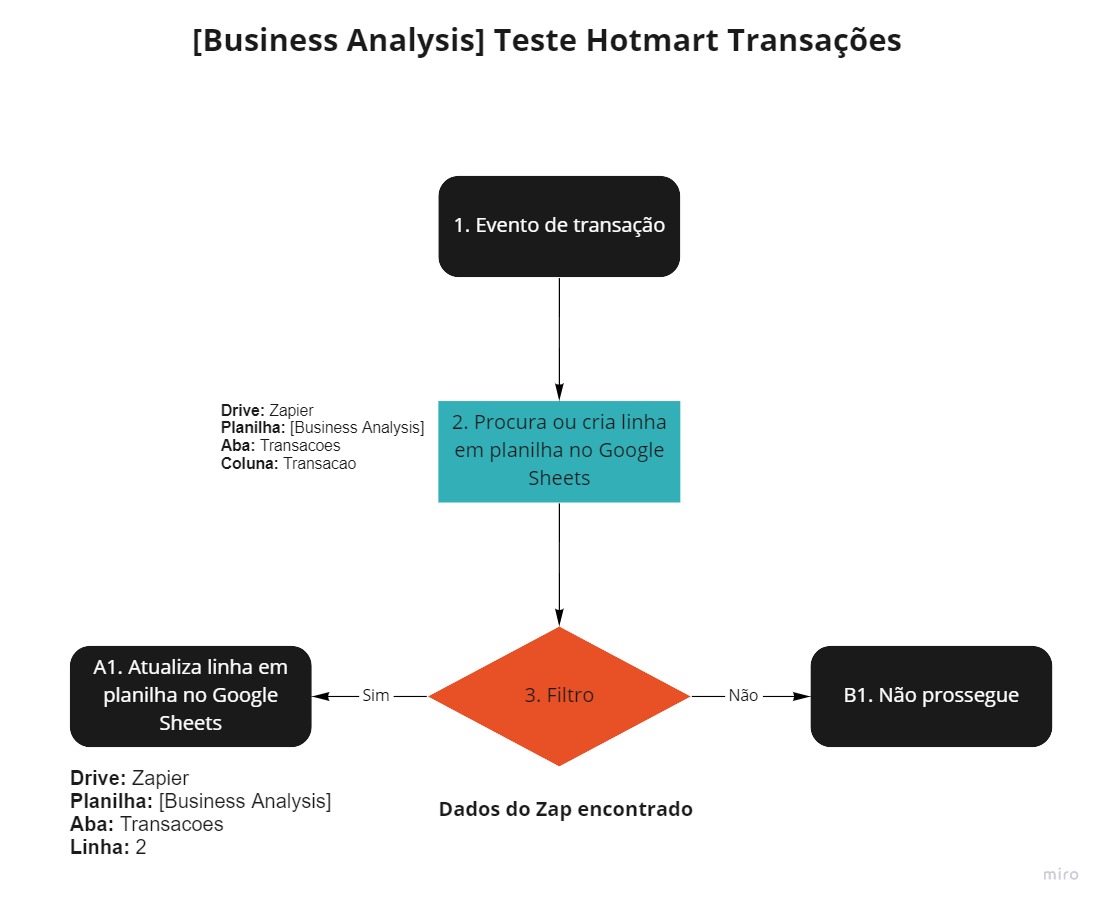 [Business Analysis] Teste Hotmart Transações
1. Evento de transação
Drive: Zapier
Planilha: [Business Analysis]
Aba: Transacoes
Coluna: Transacao
2. Procura ou cria linha
em planilha no Google
Sheets
A1. Atualiza linha em
planilha no Google
Sheets
Sim
3. Filtro
Não
B1. Não prossegue
Drive: Zapier
Planilha: [Business Analysis]
Aba: Transacoes
Linha: 2
Dados do Zap encontrado
miro